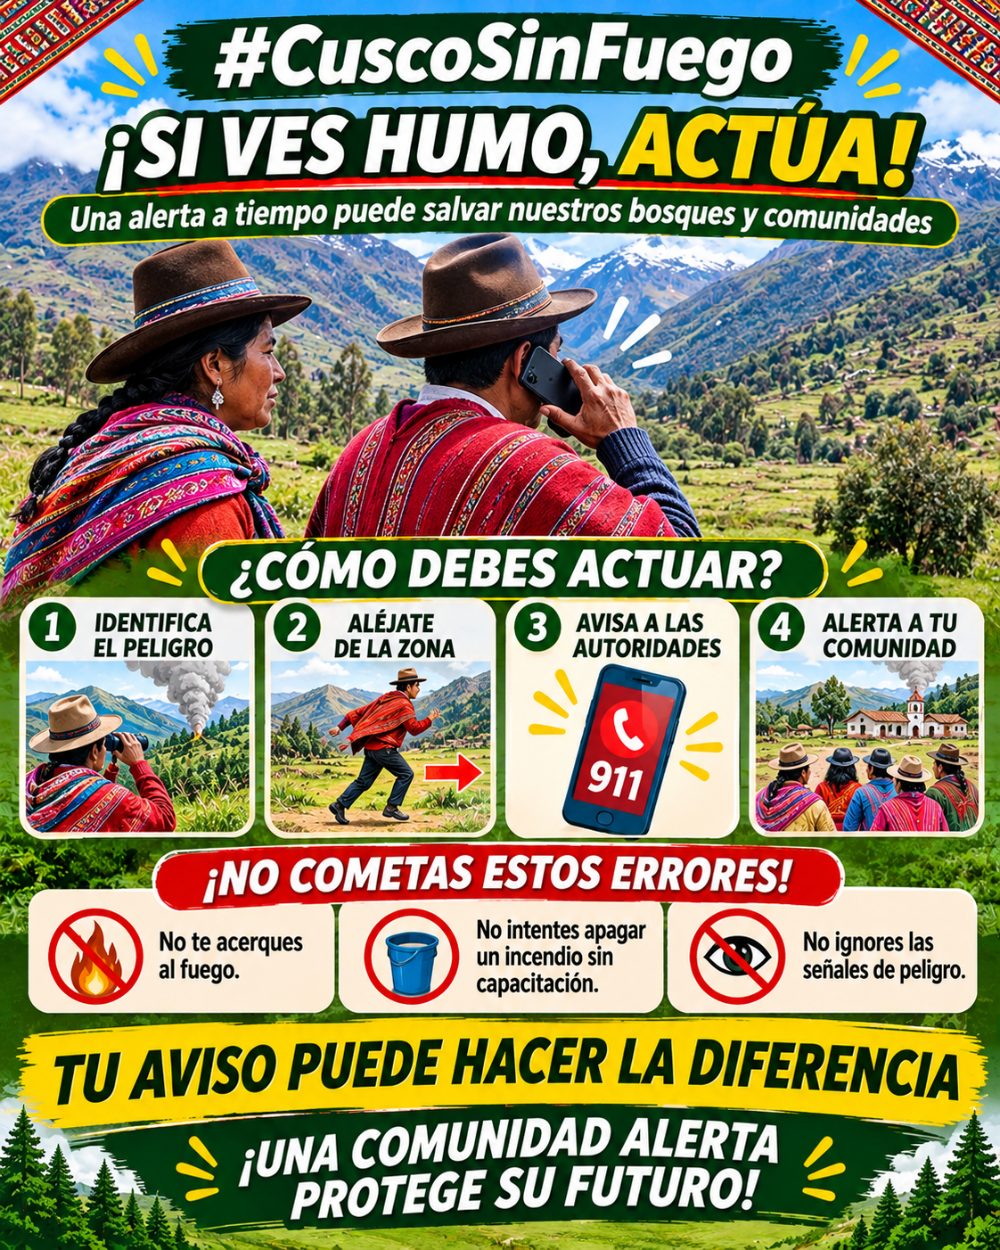 #CuscoSinFuego
¡SI VES HUMO, ACTÚA!
Una alerta a tiempo puede salvar nuestros bosques y comunidades
¿CÓMO DEBES ACTUAR?
1 IDENTIFICA
EL PELIGRO
2 ALÉJATE
DE LA ZONA
3 AVISA A LAS
AUTORIDADES
911
4 ALERTA A TU
COMUNIDAD
¡NO COMETAS ESTOS ERRORES!
No te acerques
al fuego.
No intentes apagar
un incendio sin
capacitación.
No ignores las
señales de peligro.
TU AVISO PUEDE HACER LA DIFERENCIA
¡UNA COMUNIDAD ALERTA
PROTEGE SU FUTURO!